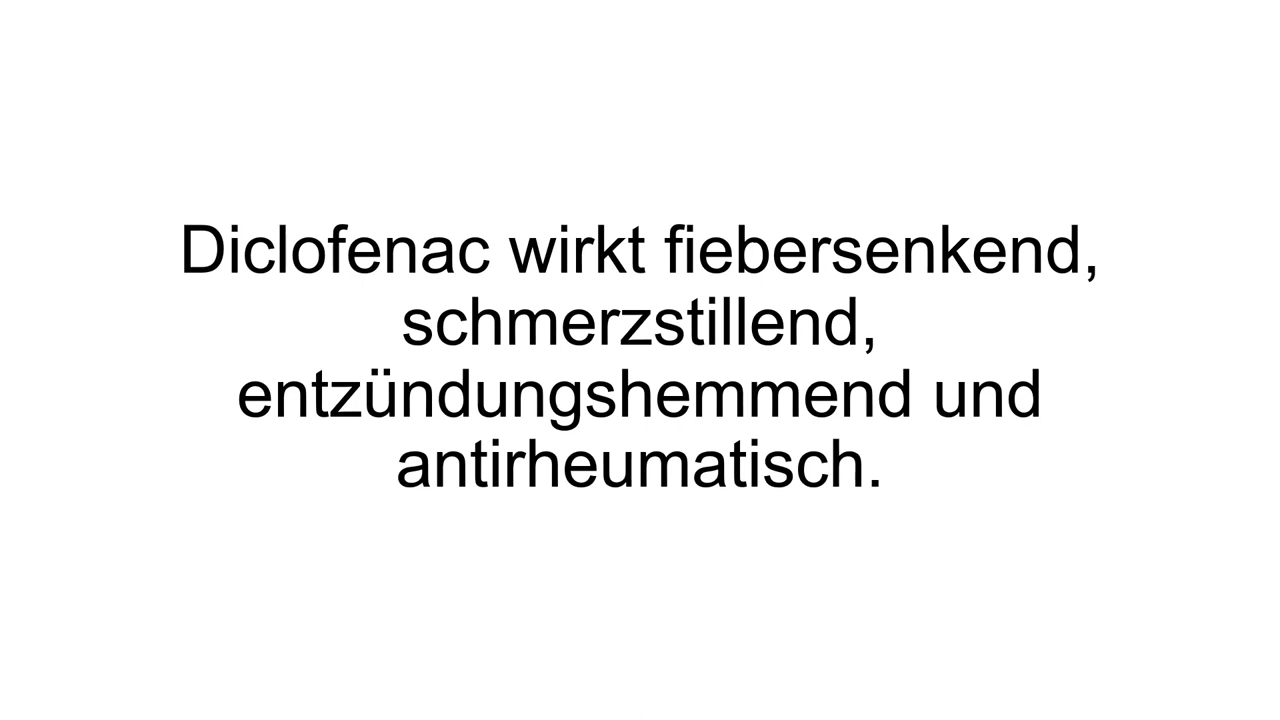 Diclofenac wirkt fiebersenkend,
schmerzstillend,
entzündungshemmend und
antirheumatisch.